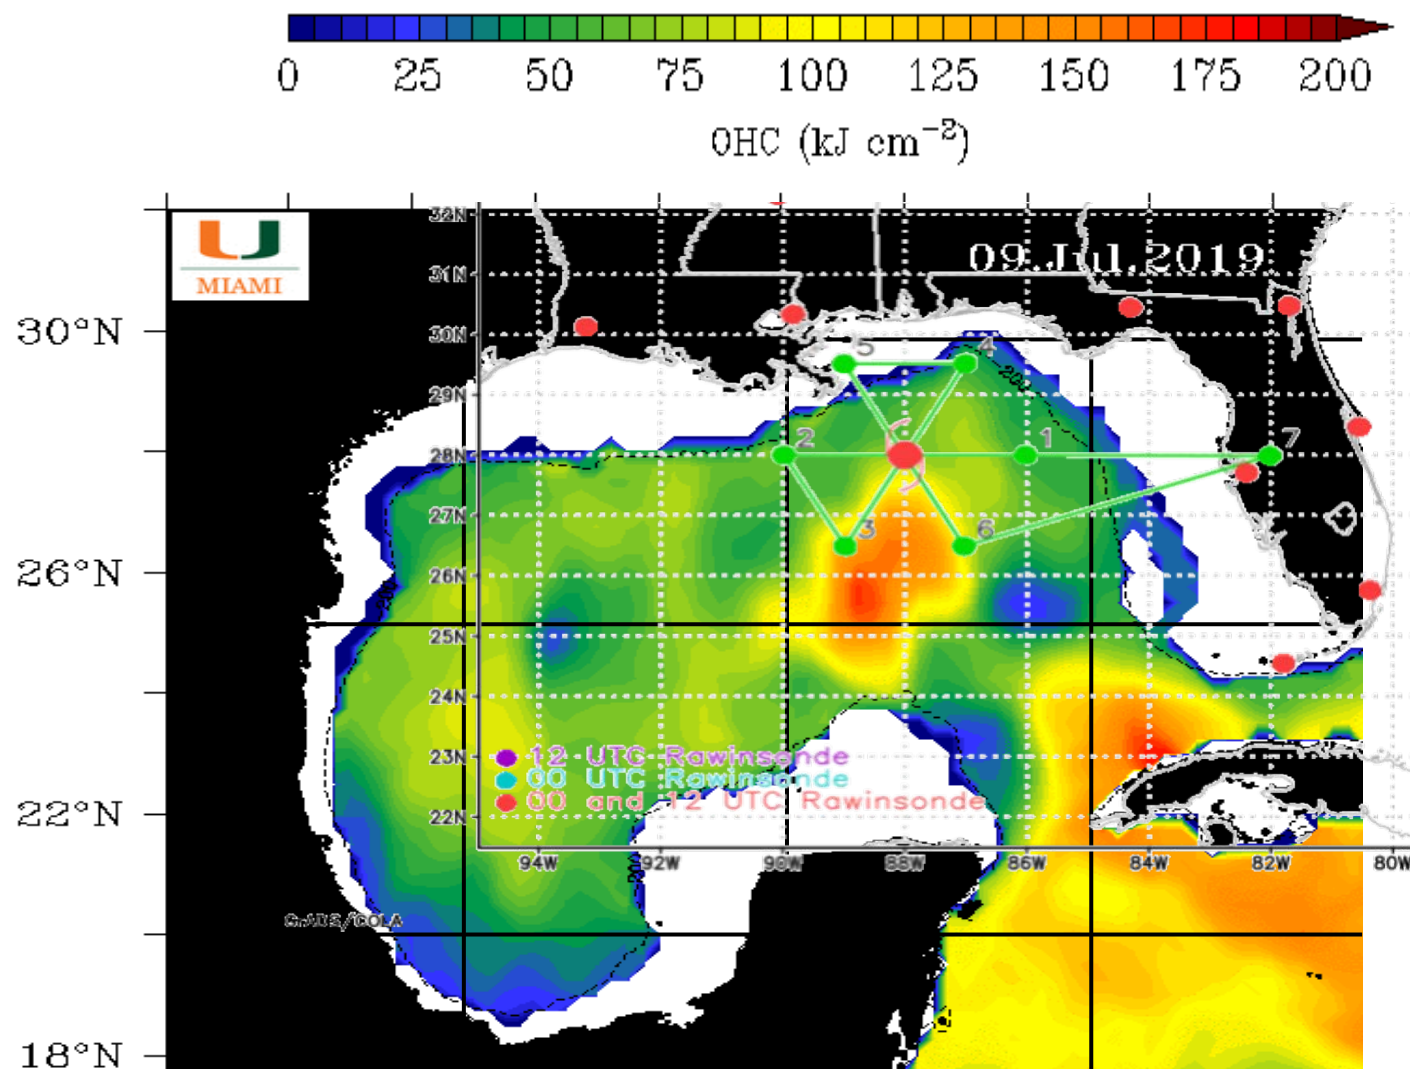 0 25 50 75 100 125 150 175 200
OHC (kJ cm⁻²)
MIAMI
09 Jul 2019
32N
31N
30°N
30N
5
4
200
29N
28N
2
1
7
27N
3
6
26°N
26N
25N
24N
23N
12 UTC Rawinsonde
00 UTC Rawinsonde
22°N
22N
00 and 12 UTC Rawinsonde
94W 92W 90W 88W 86W 84W 82W 80W
200
GrADS/COLA
18°N